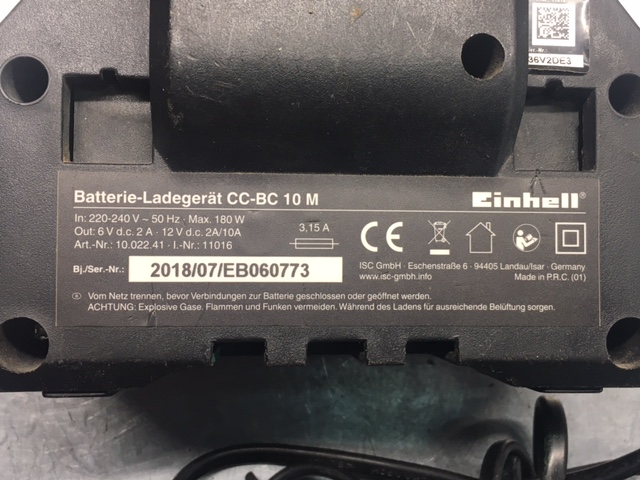 36V2DE3
Batterie-Ladegerät CC-BC 10 M
Einhell®
In: 220-240 V ~ 50 Hz · Max. 180 W
Out: 6 V d.c. 2 A · 12 V d.c. 2A/10A
Art.-Nr.: 10.022.41 · I.-Nr.: 11016
3,15 A
CE
ISC GmbH · Eschenstraße 6 · 94405 Landau/Isar · Germany
www.isc-gmbh.info
Made in P.R.C. (01)
Bj./Ser.-Nr.: 2018/07/EB060773
Vom Netz trennen, bevor Verbindungen zur Batterie geschlossen oder geöffnet werden.
ACHTUNG: Explosive Gase. Flammen und Funken vermeiden. Während des Ladens für ausreichende Belüftung sorgen.